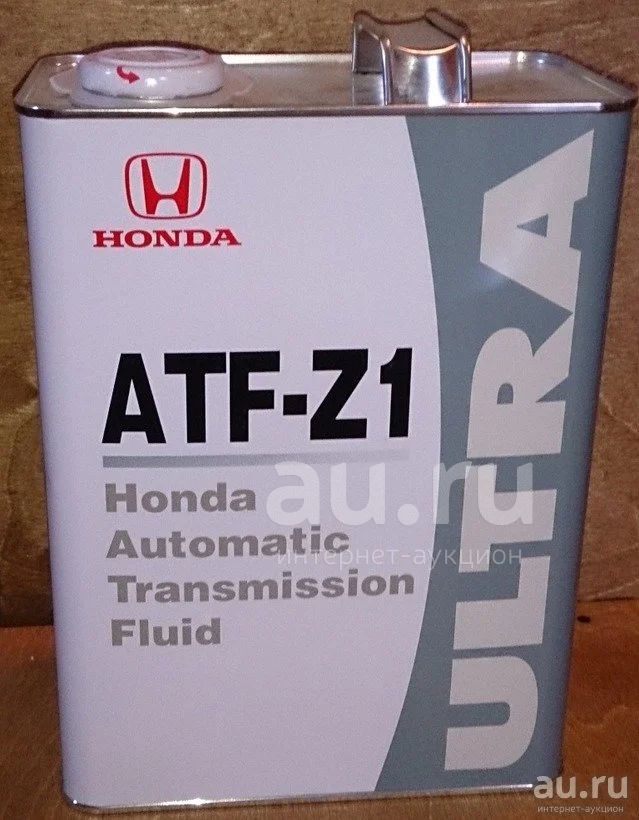 HONDA
ATF-Z1
Honda
Automatic
Transmission
Fluid
ULTRA
au.ru
интернет-аукцион
au.ru
интернет-аукцион